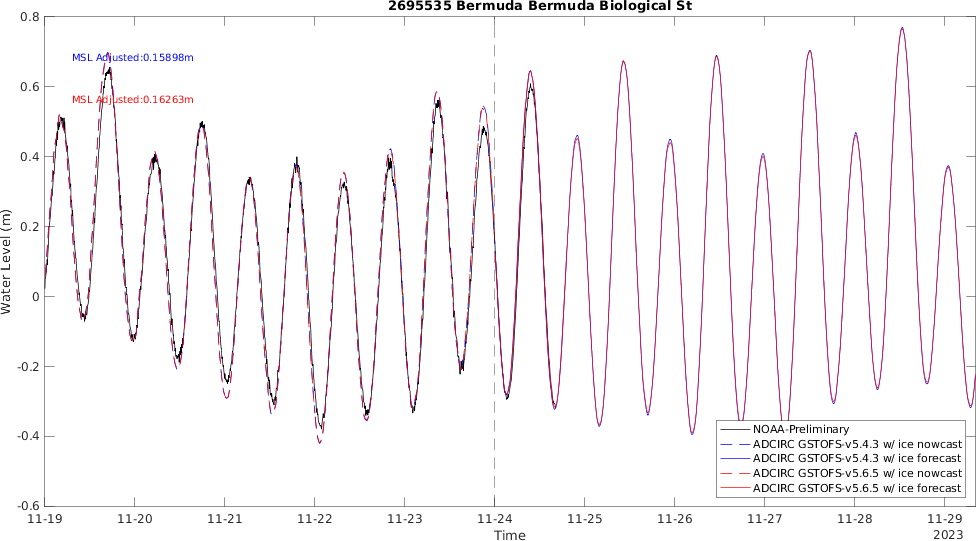 2695535 Bermuda Bermuda Biological St
0.8
MSL Adjusted:0.15898m
0.6
MSL Adjusted:0.16263m
0.4
0.2
0
-0.2
-0.4
-0.6
Water Level (m)
NOAA-Preliminary
ADCIRC GSTOFS-v5.4.3 w/ ice nowcast
ADCIRC GSTOFS-v5.4.3 w/ ice forecast
ADCIRC GSTOFS-v5.6.5 w/ ice nowcast
ADCIRC GSTOFS-v5.6.5 w/ ice forecast
11-19 11-20 11-21 11-22 11-23 11-24 11-25 11-26 11-27 11-28 11-29
Time 2023